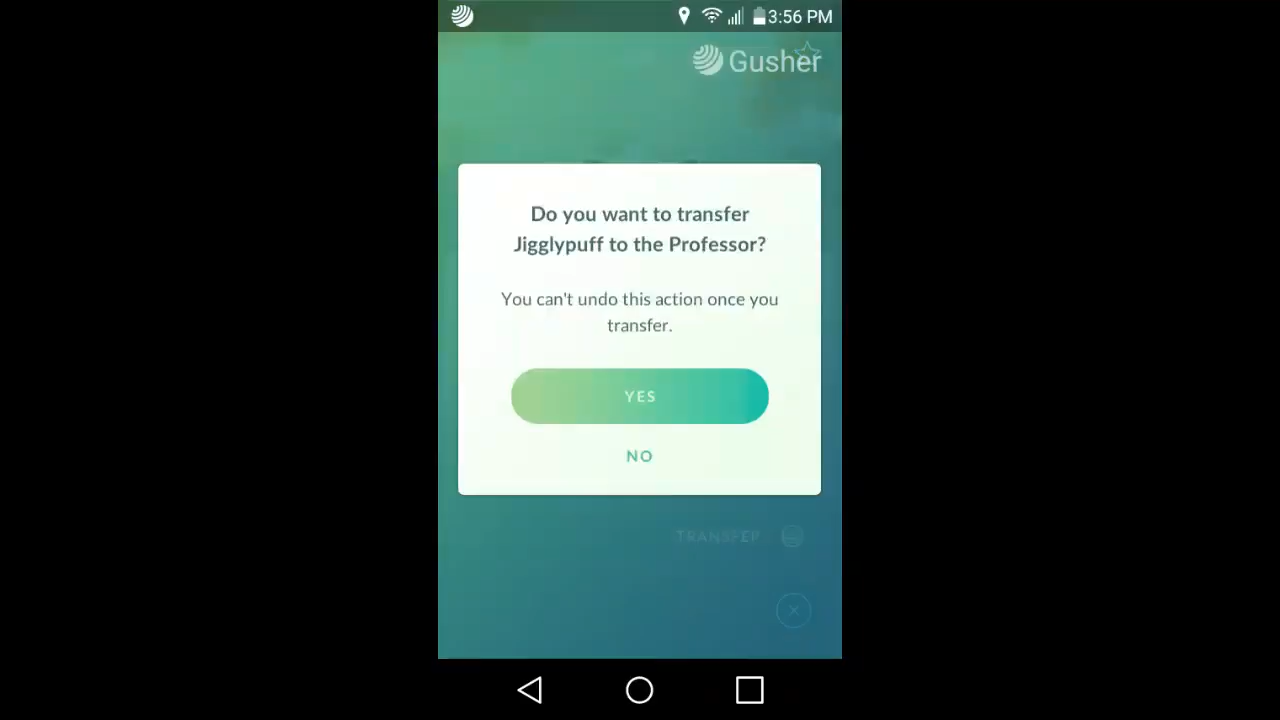 3:56 PM
Gusher
Do you want to transfer
Jigglypuff to the Professor?
You can't undo this action once you
transfer.
YES
NO
TRANSFER